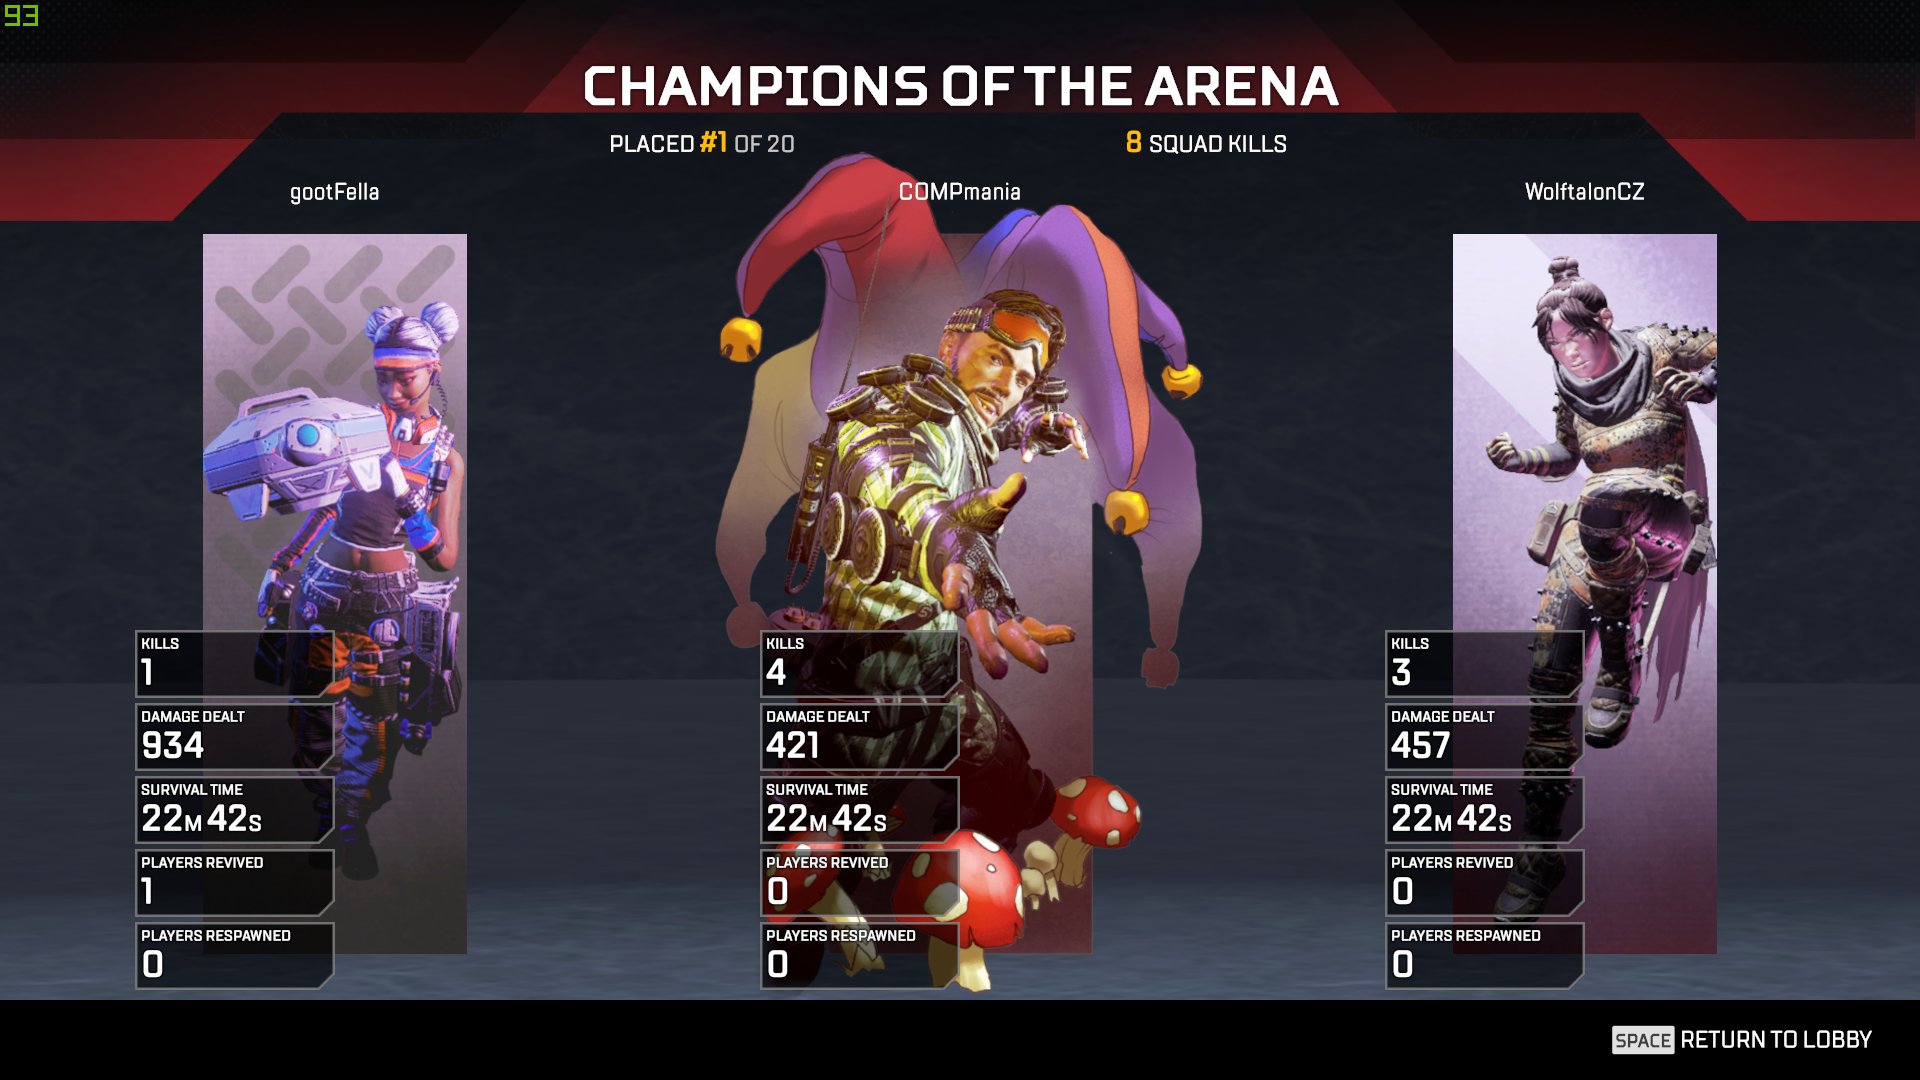 93
CHAMPIONS OF THE ARENA
PLACED #1 OF 20
8 SQUAD KILLS
gootFella
COMPmania
WolftalonCZ
KILLS
1
DAMAGE DEALT
934
SURVIVAL TIME
22M 42S
PLAYERS REVIVED
1
PLAYERS RESPAWNED
0
KILLS
4
DAMAGE DEALT
421
SURVIVAL TIME
22M 42S
PLAYERS REVIVED
0
PLAYERS RESPAWNED
0
KILLS
3
DAMAGE DEALT
457
SURVIVAL TIME
22M 42S
PLAYERS REVIVED
0
PLAYERS RESPAWNED
0
SPACE RETURN TO LOBBY